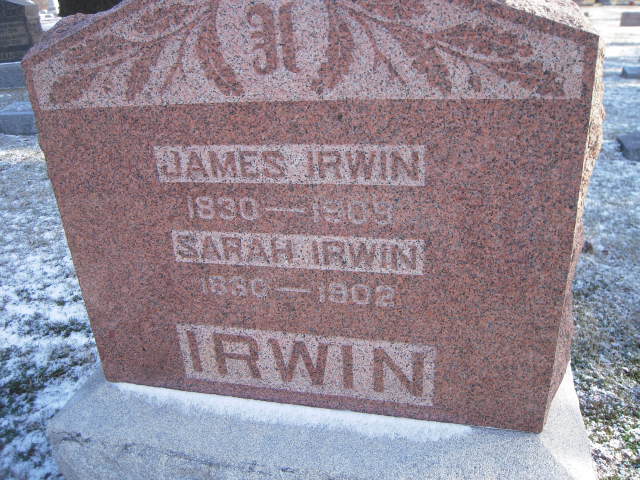 JAMES IRWIN
1830—1909
SARAH IRWIN
—1902
IRWIN